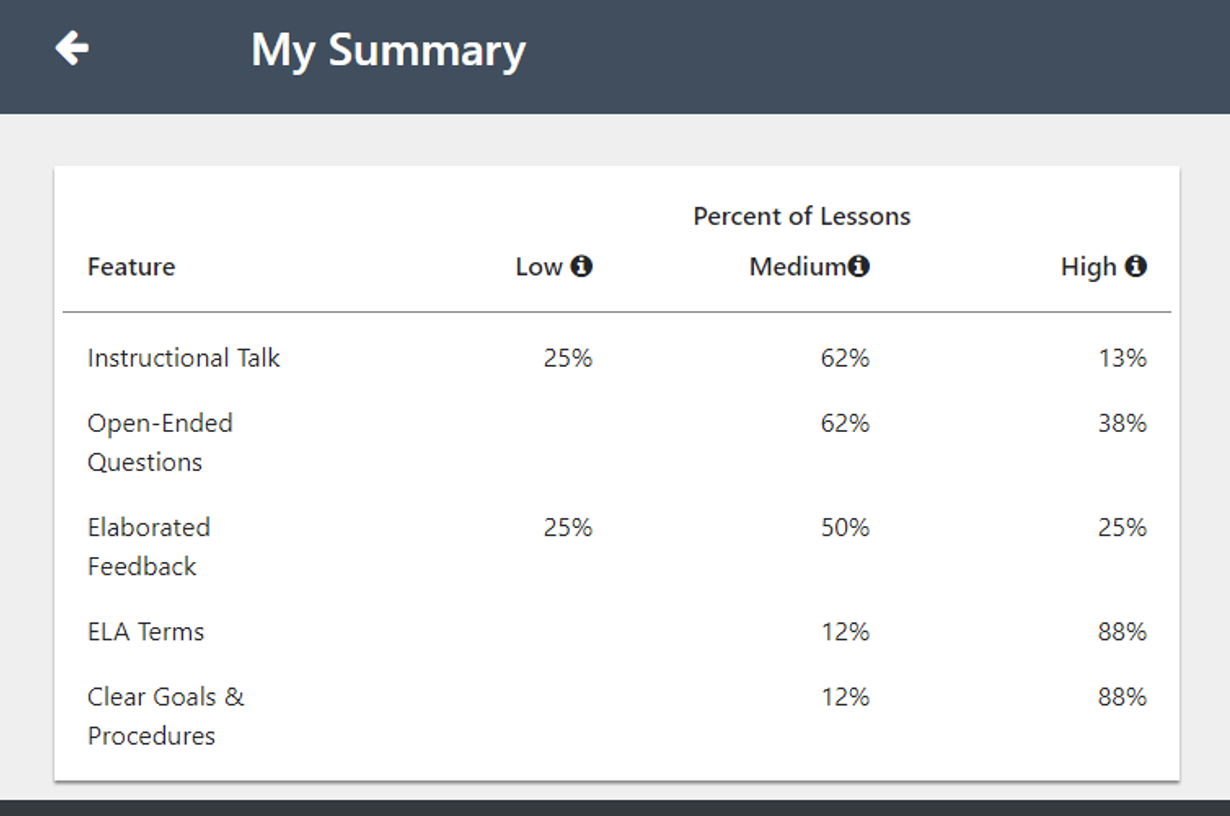 My Summary
Percent of Lessons
Feature Low Medium High
Instructional Talk 25% 62% 13%
Open-Ended 62% 38%
Questions
Elaborated 25% 50% 25%
Feedback
ELA Terms 12% 88%
Clear Goals & 12% 88%
Procedures